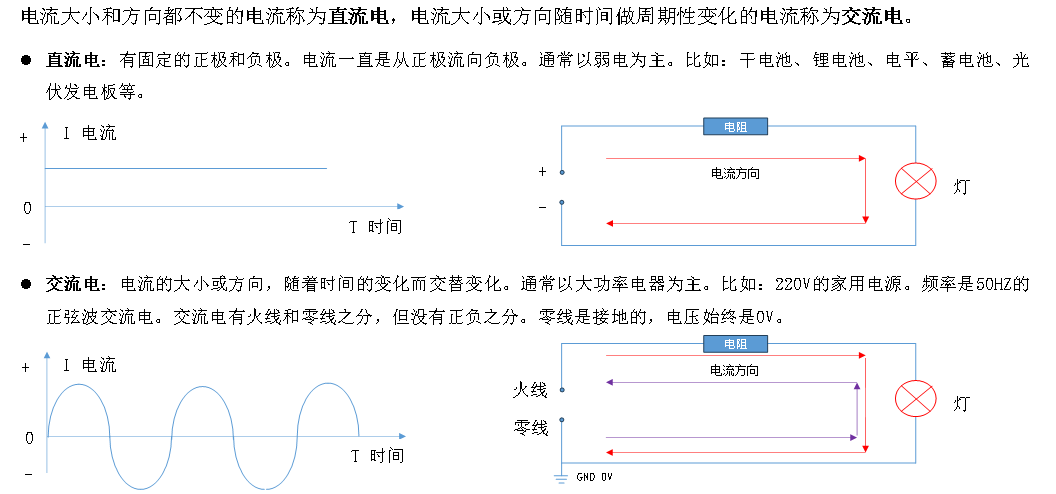 电流大小和方向都不变的电流称为直流电，电流大小或方向随时间做周期性变化的电流称为交流电。
● 直流电：有固定的正极和负极。电流一直是从正极流向负极。通常以弱电为主。比如：干电池、锂电池、电平、蓄电池、光
伏发电板等。
+
I 电流
0
T 时间
-
电阻
电流方向
+
-
灯
● 交流电：电流的大小或方向，随着时间的变化而交替变化。通常以大功率电器为主。比如：220V的家用电源。频率是50HZ的
正弦波交流电。交流电有火线和零线之分，但没有正负之分。零线是接地的，电压始终是0V。
+
I 电流
0
T 时间
-
电阻
电流方向
火线
零线
灯
GND 0V